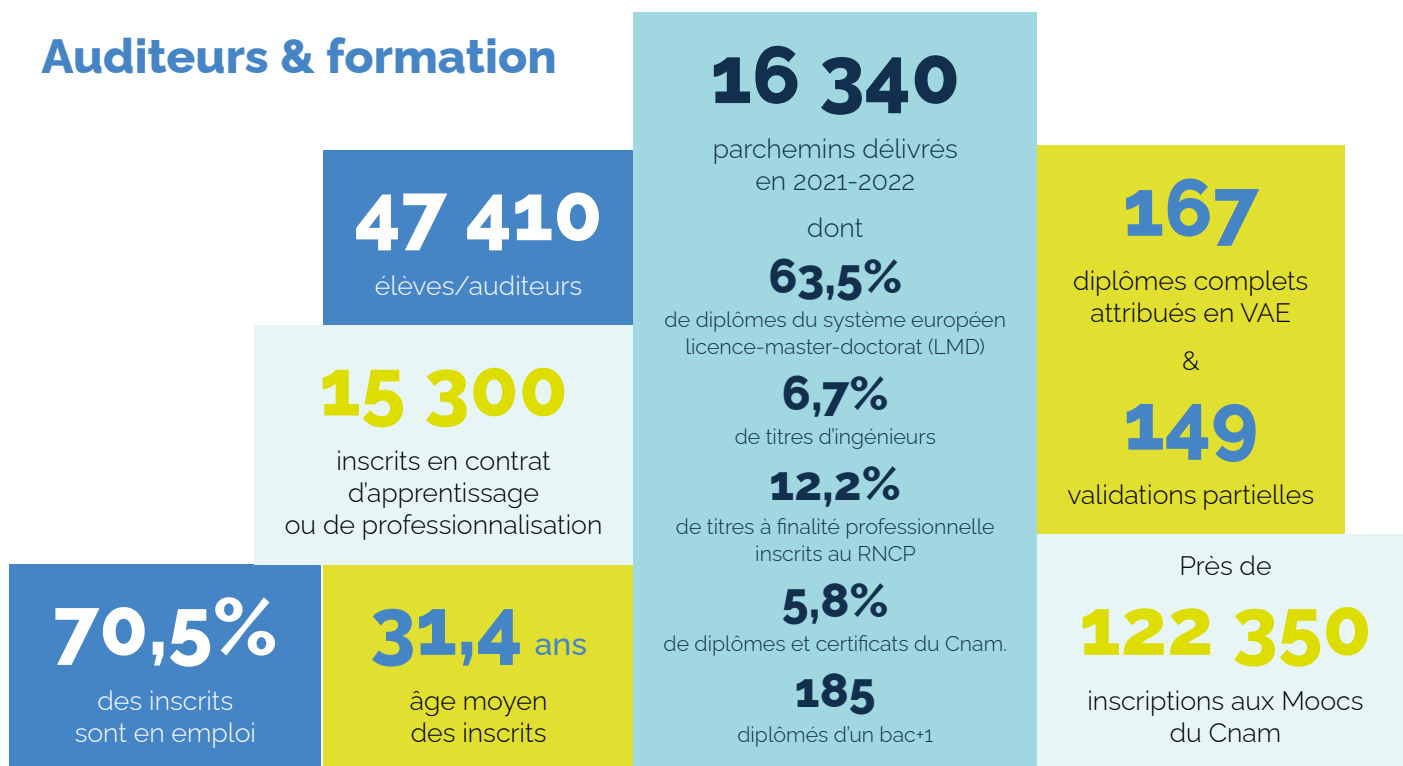 Auditeurs & formation
47 410
élèves/auditeurs
15 300
inscrits en contrat
d'apprentissage
ou de professionnalisation
70,5%
des inscrits
sont en emploi
31,4 ans
âge moyen
des inscrits
16 340
parchemins délivrés
en 2021-2022
dont
63,5%
de diplômes du système européen
licence-master-doctorat (LMD)
6,7%
de titres d'ingénieurs
12,2%
de titres à finalité professionnelle
inscrits au RNCP
5,8%
de diplômes et certificats du Cnam.
185
diplômés d'un bac+1
167
diplômes complets
attribués en VAE
&
149
validations partielles
Près de
122 350
inscriptions aux Moocs
du Cnam